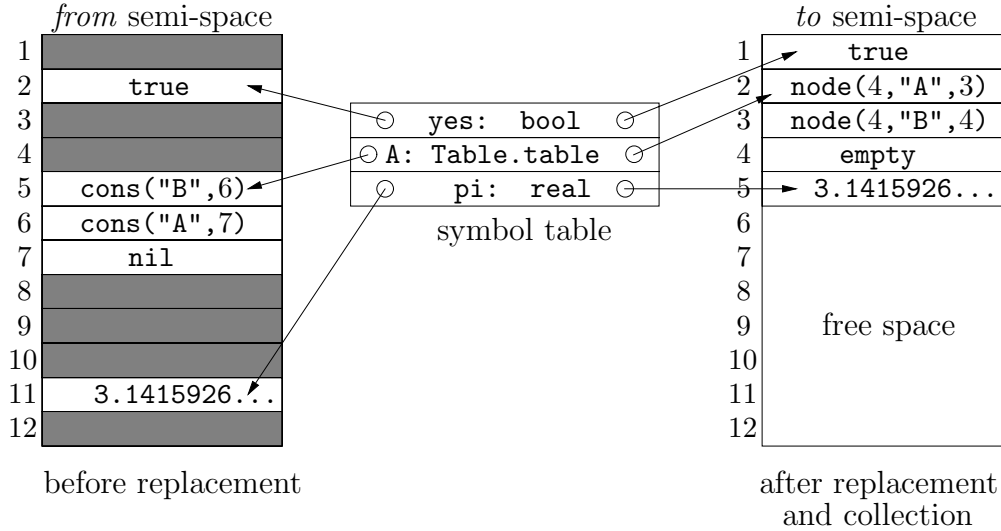 from semi-space
1
2 true
3
4
5 cons("B",6)
6 cons("A",7)
7 nil
8
9
10
11 3.1415926...
12
before replacement
yes: bool
A: Table.table
pi: real
symbol table
to semi-space
1 true
2 node(4,"A",3)
3 node(4,"B",4)
4 empty
5 3.1415926...
6
7
8
9 free space
10
11
12
after replacement
and collection